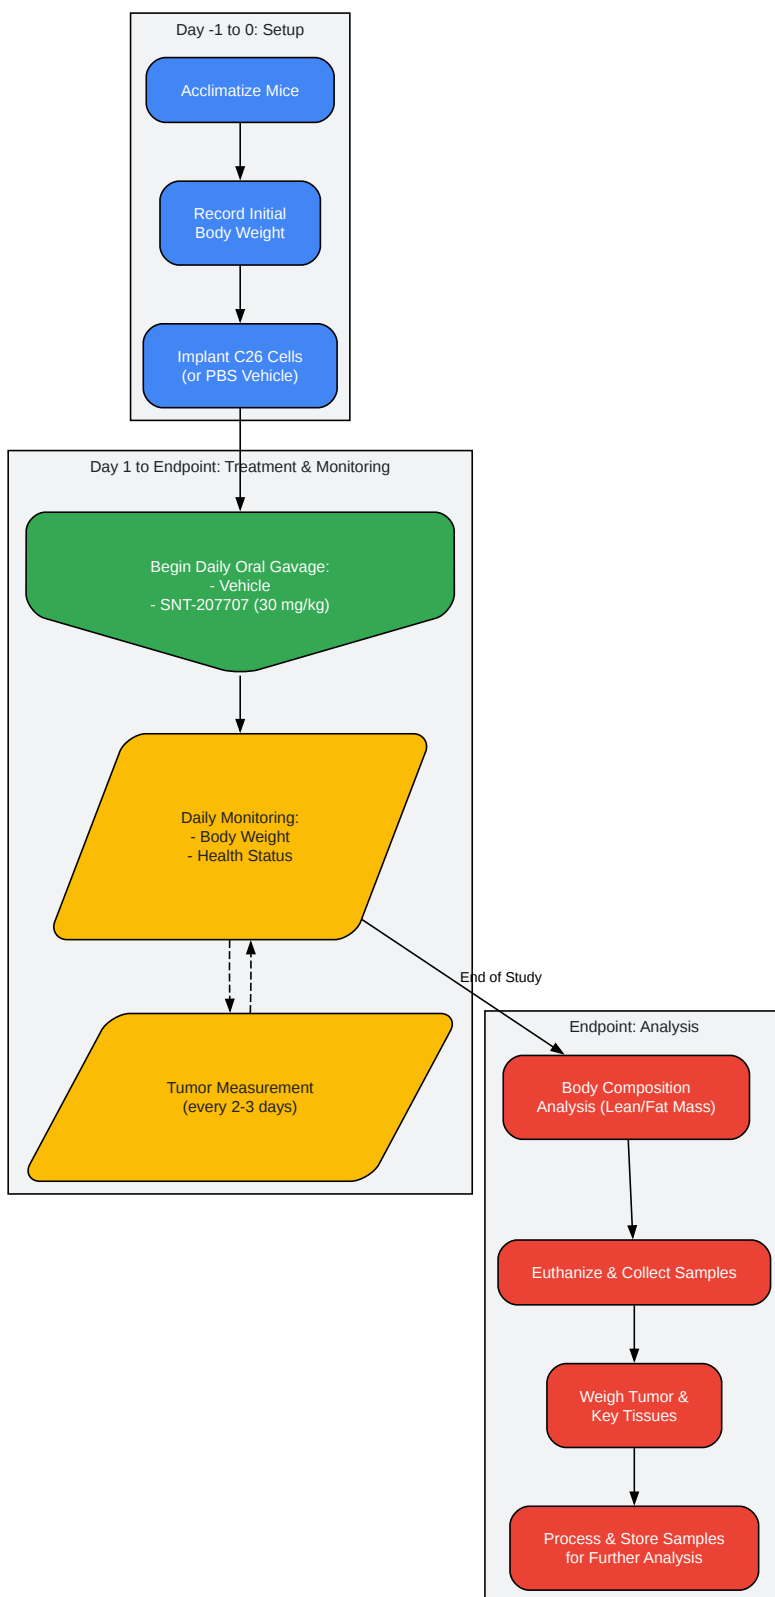 Day -1 to 0: Setup
Acclimatize Mice
Record Initial
Body Weight
Implant C26 Cells
(or PBS Vehicle)
Day 1 to Endpoint: Treatment & Monitoring
Begin Daily Oral Gavage:
- Vehicle
- SNT-207707 (30 mg/kg)
Daily Monitoring:
- Body Weight
- Health Status
End of Study
Tumor Measurement
(every 2-3 days)
Endpoint: Analysis
Body Composition
Analysis (Lean/Fat Mass)
Euthanize & Collect Samples
Weigh Tumor &
Key Tissues
Process & Store Samples
for Further Analysis